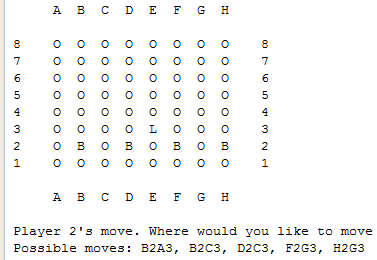 A B C D E F G H
8 O O O O O O O O 8
7 O O O O O O O O 7
6 O O O O O O O O 6
5 O O O O O O O O 5
4 O O O O O O O O 4
3 O O O O L O O O 3
2 O B O B O B O B 2
1 O O O O O O O O 1
A B C D E F G H
Player 2's move. Where would you like to move
Possible moves: B2A3, B2C3, D2C3, F2G3, H2G3